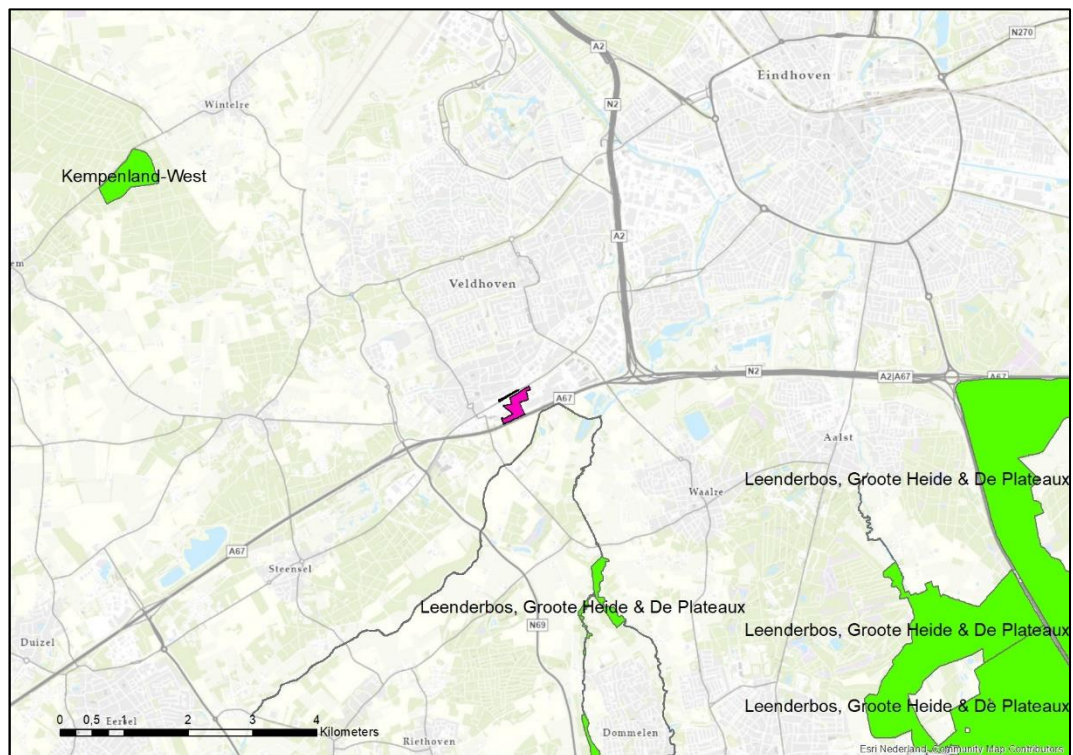 A2
N270
N2
Eindhoven
Wintelre
Kempenland-West
A2
Veldhoven
N2
A2|A67
A67
A67
Aalst
Leenderbos, Groote Heide & De Plateaux
Waalre
A67
Steensel
Leenderbos, Groote Heide & De Plateaux
N69
Leenderbos, Groote Heide & De Plateaux
Duizel
Leenderbos, Groote Heide & De Plateaux
0 0,5 1 2 3 4
Kilometers
Eersel
Riethoven
Dommelen
Esri Nederland, Community Map Contributors